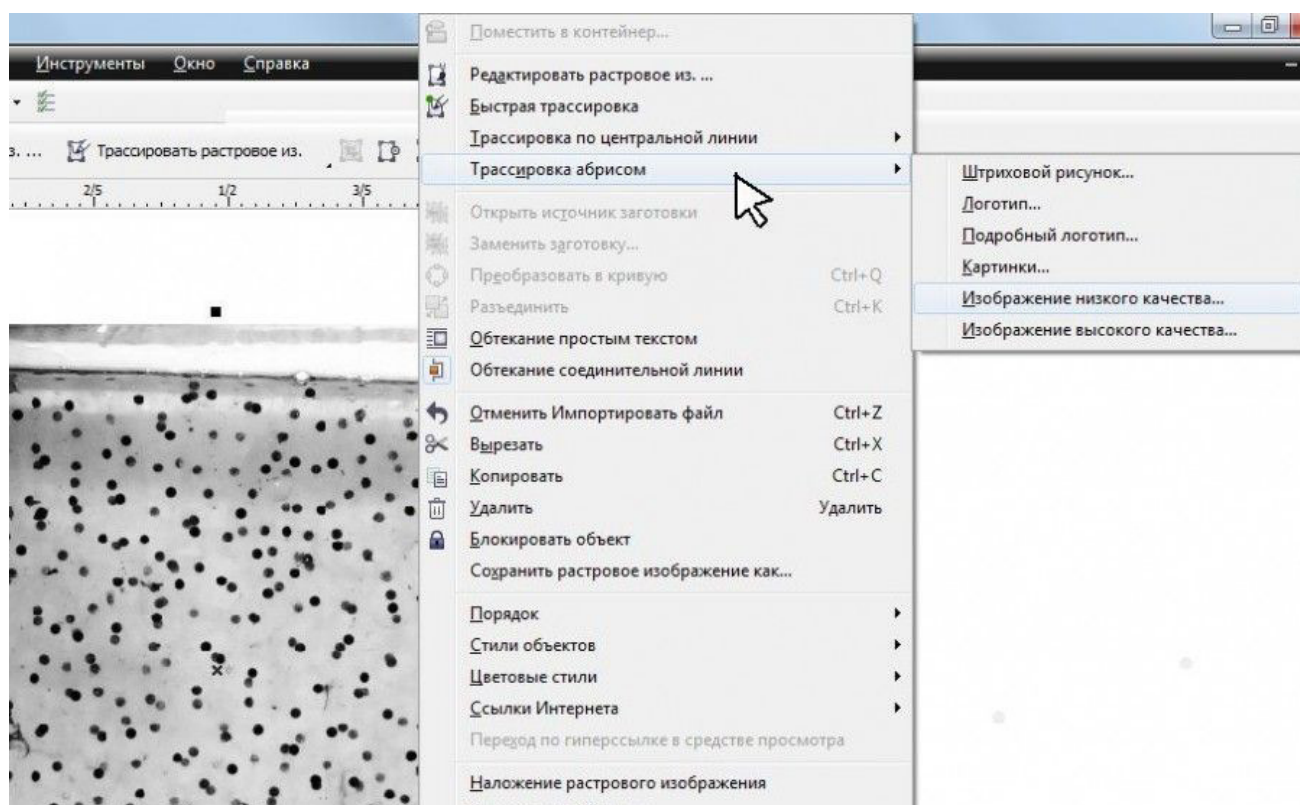 Поместить в контейнер...
Инструменты Окно Справка
Редактировать растровое из. ...
Быстрая трассировка
Трассировка по центральной линии
з. ... Трассировать растровое из.
Трассировка абрисом
2/5 1/2 3/5
Штриховой рисунок...
Логотип...
Подробный логотип...
Картинки...
Изображение низкого качества...
Изображение высокого качества...
Открыть источник заготовки
Заменить заготовку...
Преобразовать в кривую Ctrl+Q
Разъединить Ctrl+K
Обтекание простым текстом
Обтекание соединительной линии
Отменить Импортировать файл Ctrl+Z
Вырезать Ctrl+X
Копировать Ctrl+C
Удалить Удалить
Блокировать объект
Сохранить растровое изображение как...
Порядок
Стили объектов
Цветовые стили
Ссылки Интернета
Переход по гиперссылке в средстве просмотра
Наложение растрового изображения